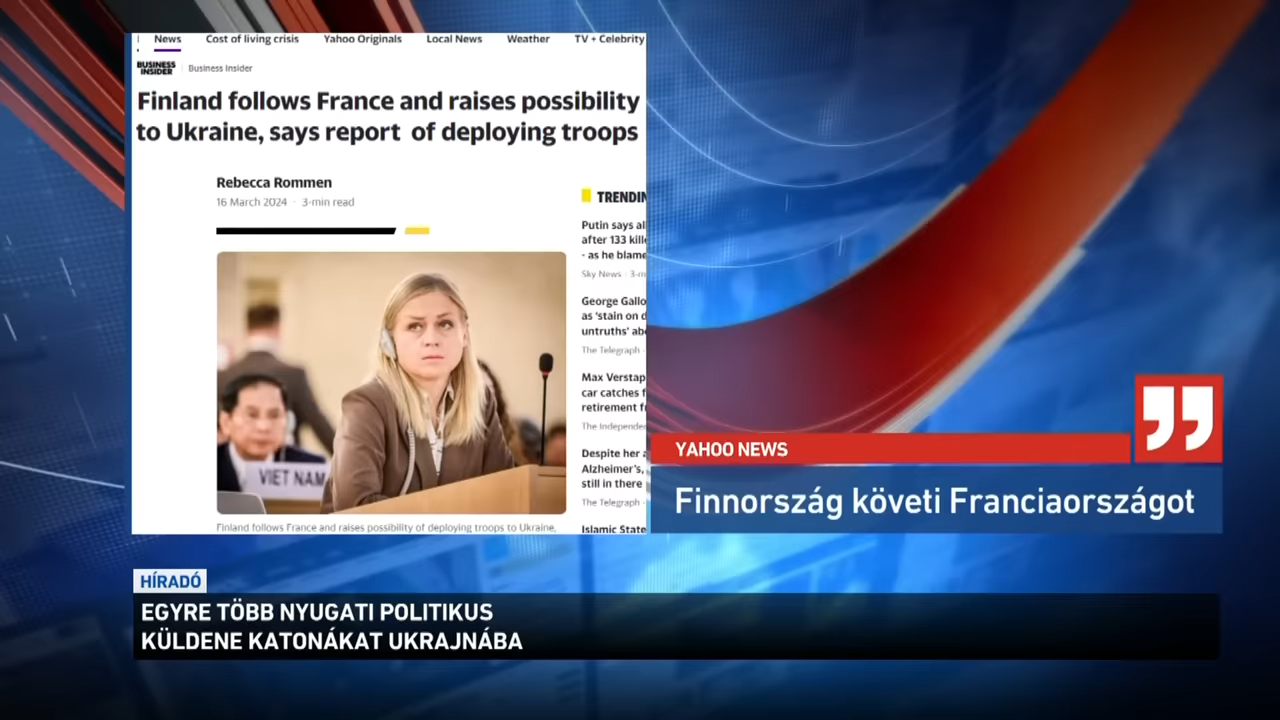 News Cost of living crisis Yahoo Originals Local News Weather TV + Celebrity
BUSINESS
INSIDER
Business Insider
Finland follows France and raises possibility
to Ukraine, says report of deploying troops
Rebecca Rommen
16 March 2024 · 3-min read
TRENDIN
Putin says al
after 133 kille
- as he blame
Sky News · 3-m
George Gallo
as 'stain on d
untruths' abo
The Telegraph ·
Max Verstap
car catches f
retirement fr
The Independen
Despite her a
Alzheimer's,
still in there
The Telegraph ·
Islamic State
VIET NAM
Finland follows France and raises possibility of deploying troops to Ukraine,
YAHOO NEWS
Finnország követi Franciaországot
HÍRADÓ
EGYRE TÖBB NYUGATI POLITIKUS
KÜLDENE KATONÁKAT UKRAJNÁBA